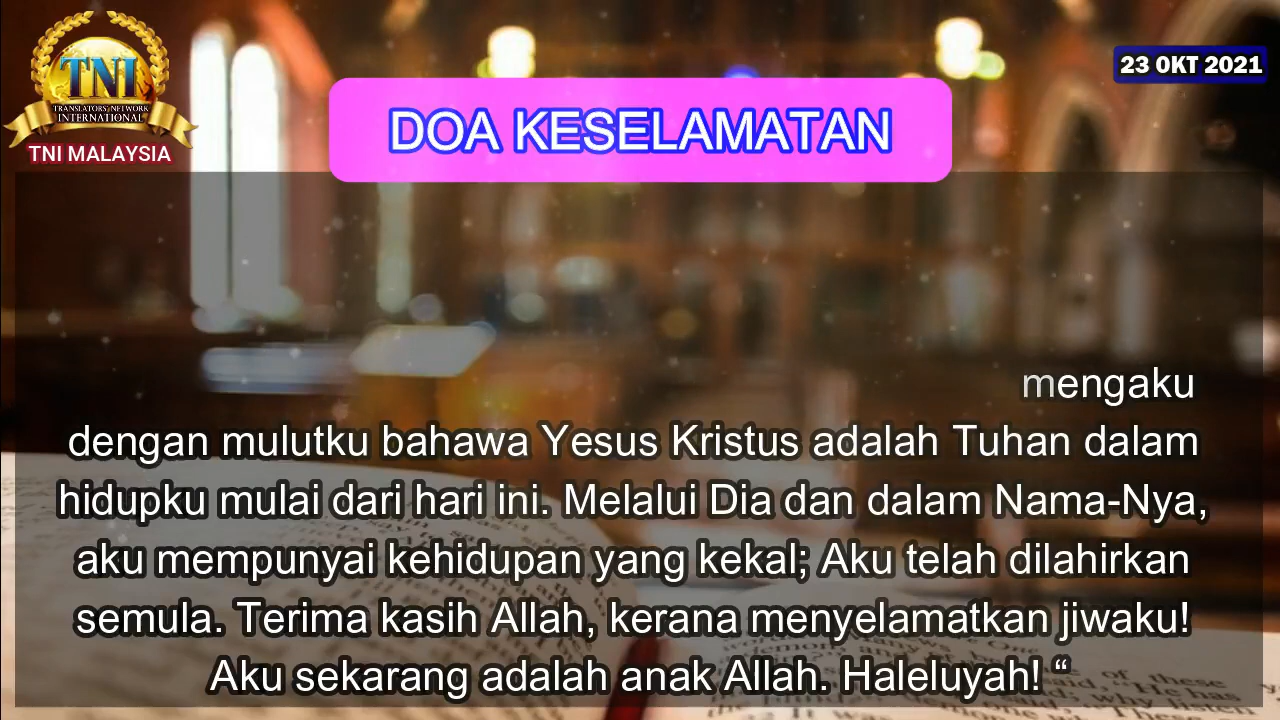 TNI
TRANSLATORS' NETWORK
INTERNATIONAL
TNI MALAYSIA
23 OKT 2021
DOA KESELAMATAN
mengaku
dengan mulutku bahawa Yesus Kristus adalah Tuhan dalam
hidupku mulai dari hari ini. Melalui Dia dan dalam Nama-Nya,
aku mempunyai kehidupan yang kekal; Aku telah dilahirkan
semula. Terima kasih Allah, kerana menyelamatkan jiwaku!
Aku sekarang adalah anak Allah. Haleluyah! “